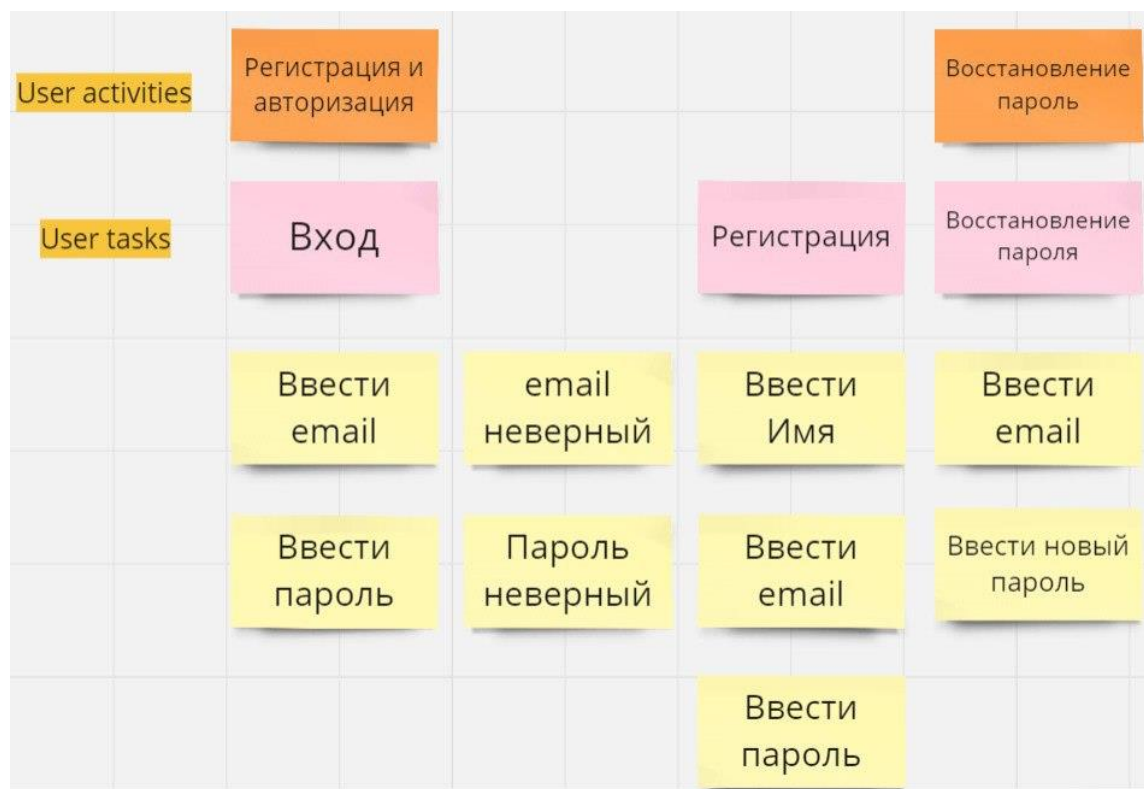 User activities
Регистрация и
авторизация
Восстановление
пароль
User tasks
Вход
Регистрация
Восстановление
пароля
Ввести
email
email
неверный
Ввести
Имя
Ввести
email
Ввести
пароль
Пароль
неверный
Ввести
email
Ввести новый
пароль
Ввести
пароль